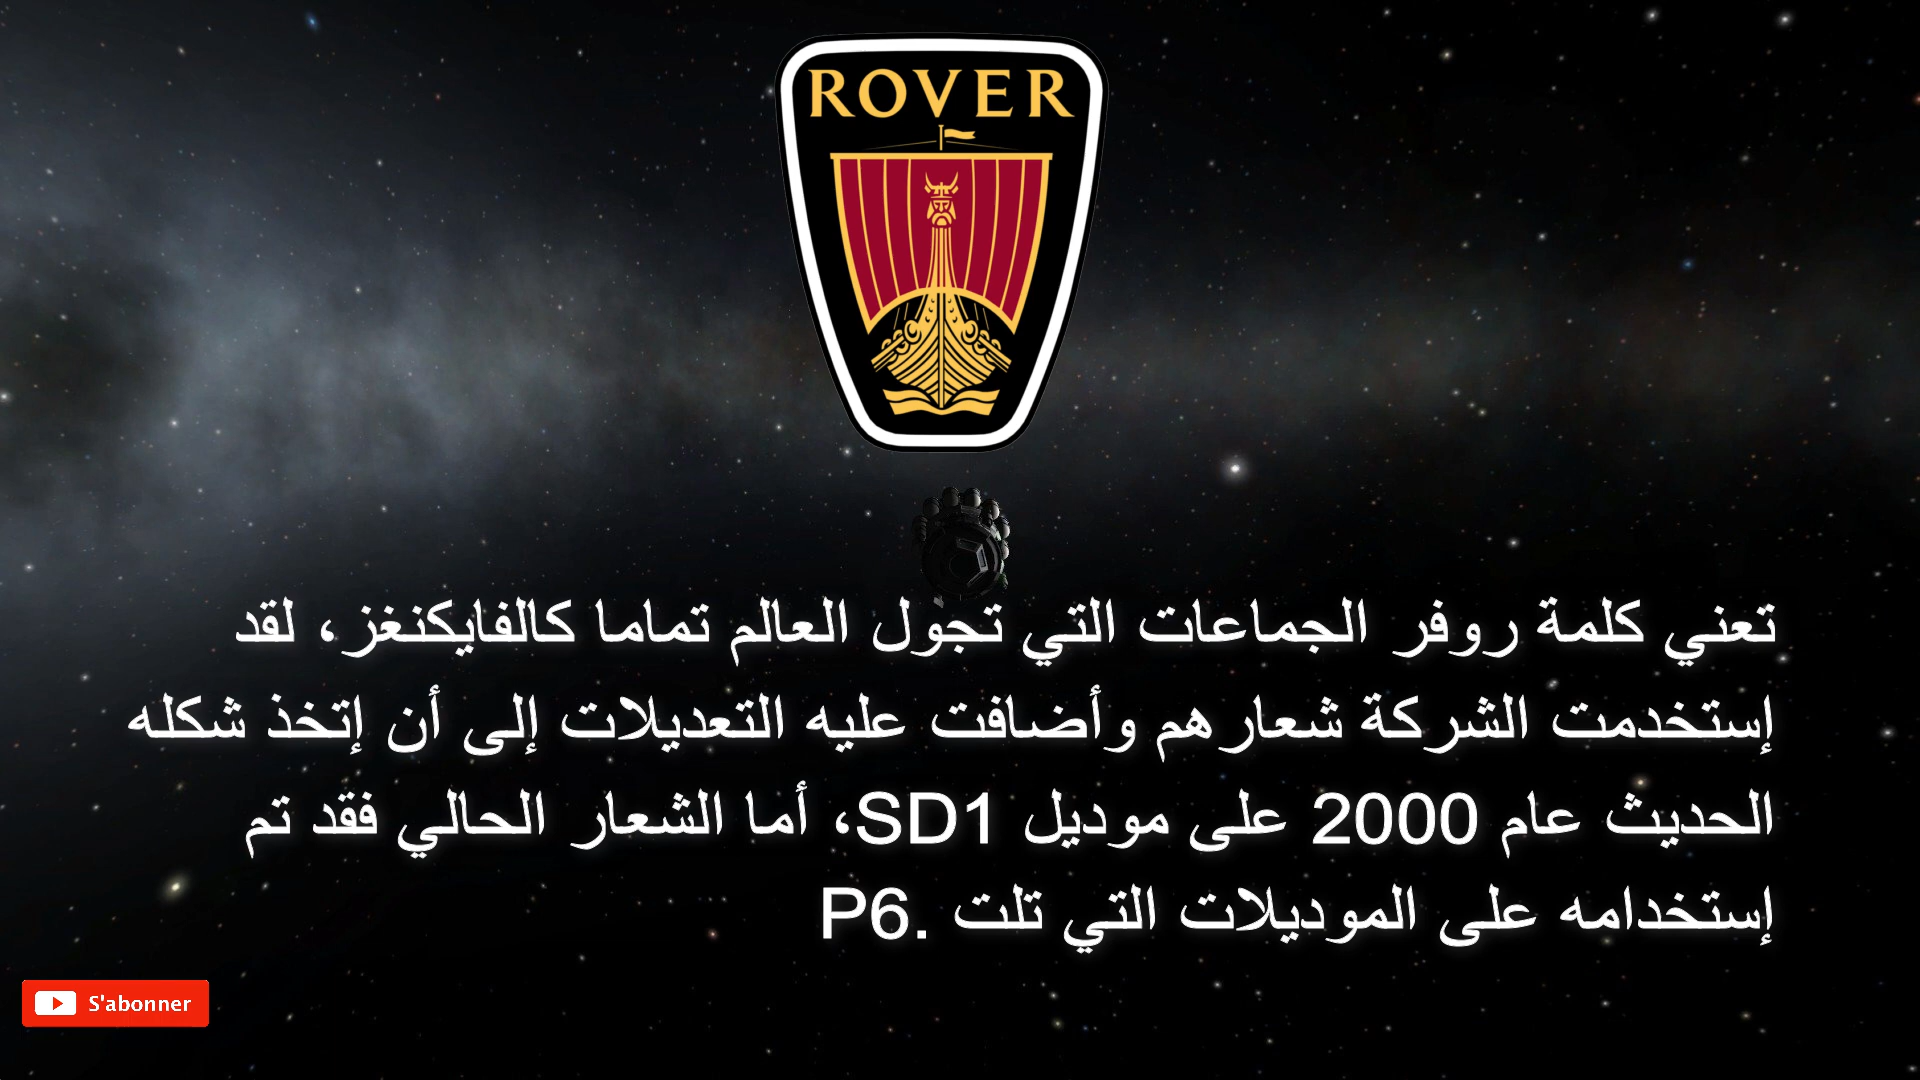 ROVER
تعني كلمة روفر الجماعات التي تجول العالم تماما كالفايكنغز، لقد
إستخدمت الشركة شعارهم وأضافت عليه التعديلات إلى أن إتخذ شكله
الحديث عام 2000 على موديل SD1، أما الشعار الحالي فقد تم
إستخدامه على الموديلات التي تلت .P6
S'abonner